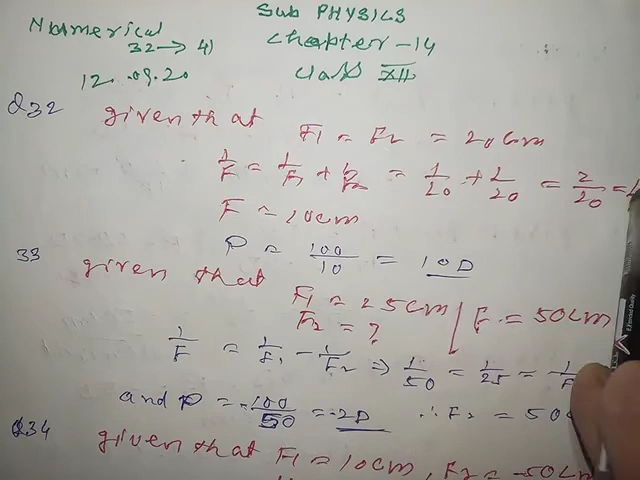 Sub PHYSICS
Numerical
32 → 41
Chapter - 14
12.09.20
Class XII
Q32 given that
F1 = F2 = 20cm
1/F = 1/F1 + 1/F2 = 1/20 + 1/20 = 2/20 =
F = 10cm
P = 100/10 = 10D
33 given that
F1 = 25cm | F = 50cm
F2 = ?
1/F = 1/F1 - 1/F2 ⇒ 1/50 = 1/25 = -1/F
and P = -100/50 = -2D ∴ F2 = 50
Q34 given that F1 = 10cm, F2 = -50cm